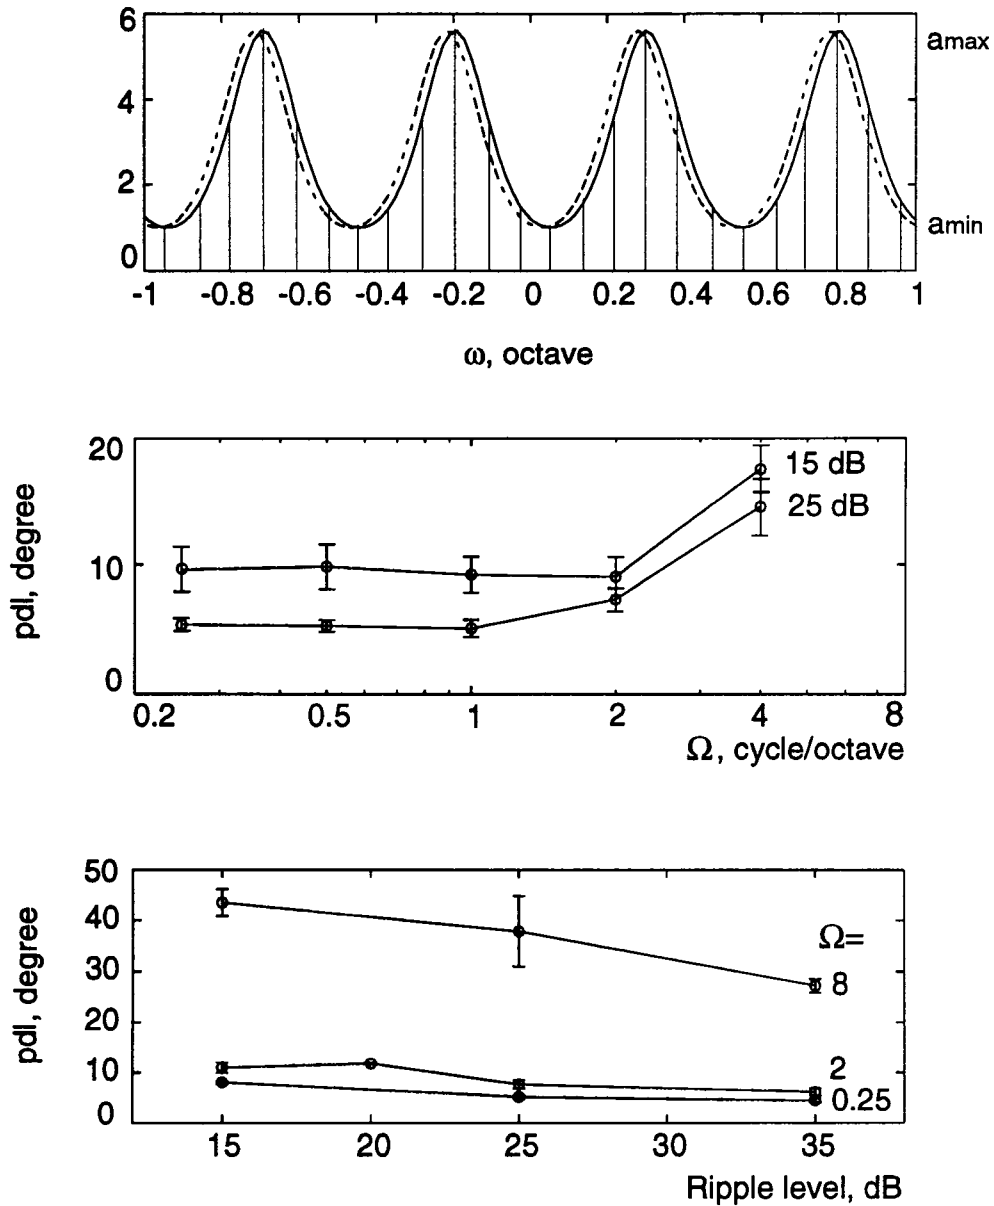 6
4
2
0
amax
amin
-1 -0.8 -0.6 -0.4 -0.2 0 0.2 0.4 0.6 0.8 1
ω, octave
pdl, degree
20
10
0
15 dB
25 dB
0.2 0.5 1 2 4 8
Ω, cycle/octave
pdl, degree
50
40
30
20
10
0
Ω=
8
2
0.25
15 20 25 30 35
Ripple level, dB